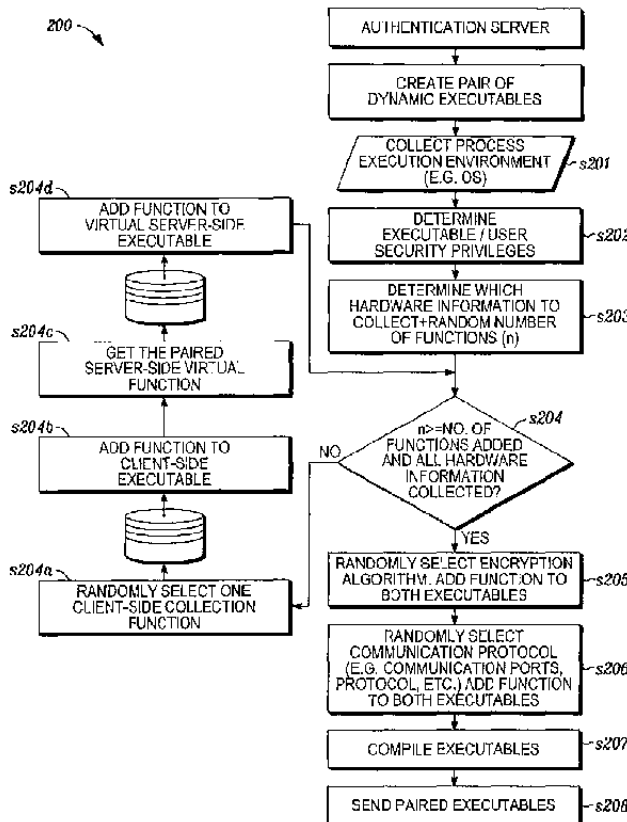 200
AUTHENTICATION SERVER
CREATE PAIR OF
DYNAMIC EXECUTABLES
COLLECT PROCESS
EXECUTION ENVIRONMENT
(E.G. OS)
s201
DETERMINE
EXECUTABLE / USER
SECURITY PRIVILEGES
s202
DETERMINE WHICH
HARDWARE INFORMATION TO
COLLECT+RANDOM NUMBER
OF FUNCTIONS (n)
s203
s204
n>=NO. OF
FUNCTIONS ADDED
AND ALL HARDWARE
INFORMATION
COLLECTED?
NO
YES
s204a
RANDOMLY SELECT ONE
CLIENT-SIDE COLLECTION
FUNCTION
s204b
ADD FUNCTION TO
CLIENT-SIDE
EXECUTABLE
s204c
GET THE PAIRED
SERVER-SIDE VIRTUAL
FUNCTION
s204d
ADD FUNCTION TO
VIRTUAL SERVER-SIDE
EXECUTABLE
RANDOMLY SELECT ENCRYPTION
ALGORITHM. ADD FUNCTION TO
BOTH EXECUTABLES
s205
RANDOMLY SELECT
COMMUNICATION PROTOCOL
(E.G. COMMUNICATION PORTS,
PROTOCOL, ETC.) ADD FUNCTION
TO BOTH EXECUTABLES
s206
COMPILE EXECUTABLES
s207
SEND PAIRED EXECUTABLES
s208